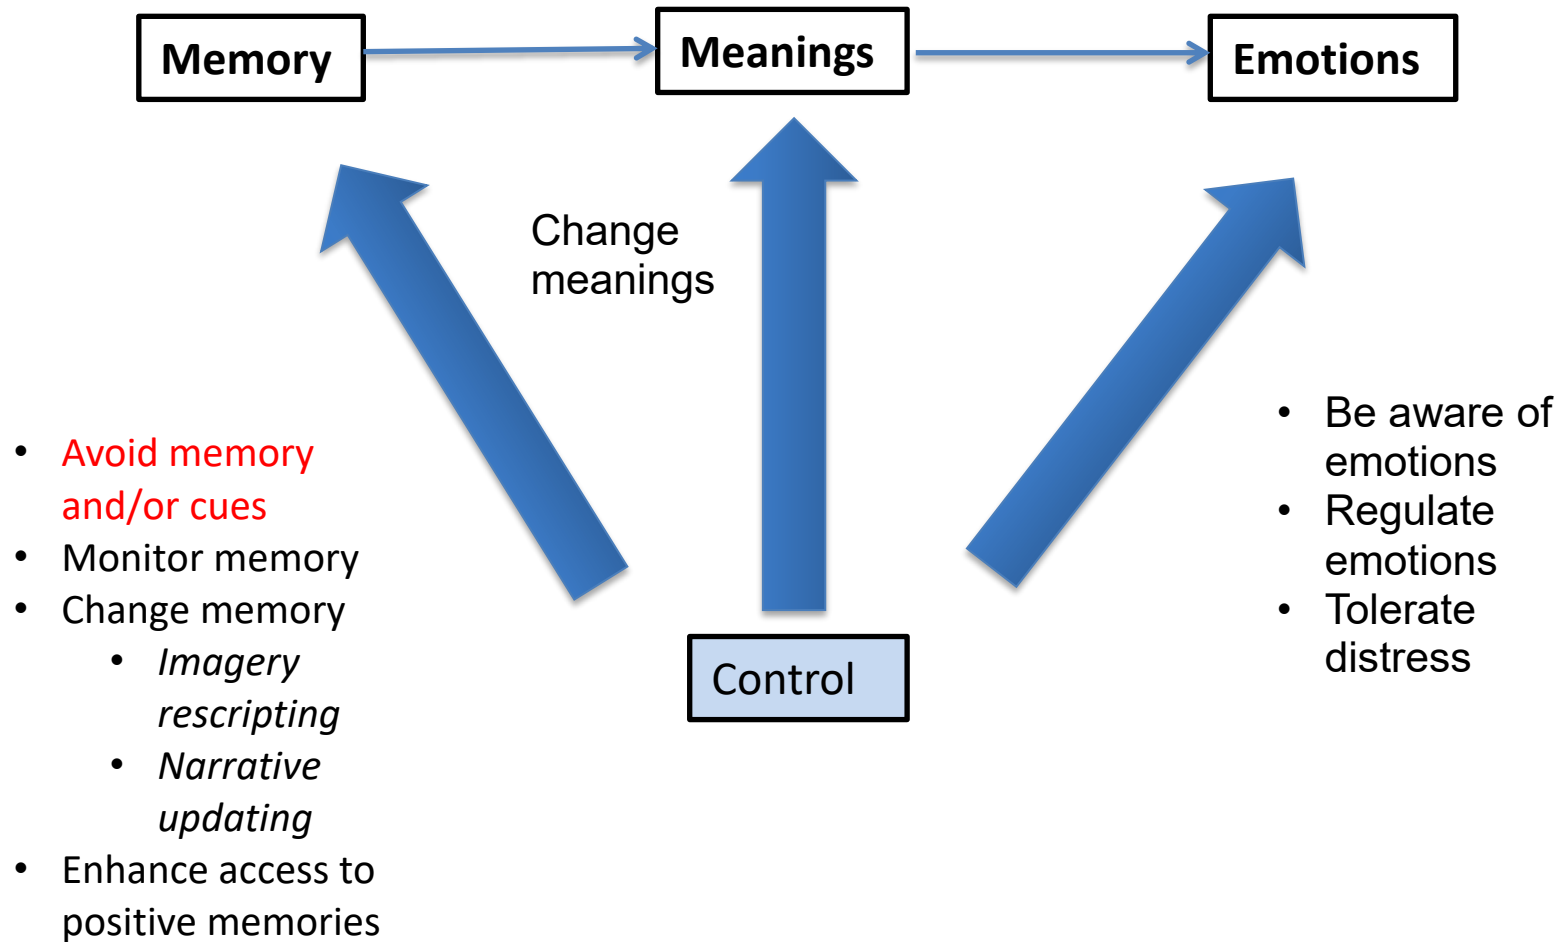 Memory
Meanings
Emotions
Change
meanings
• Avoid memory
and/or cues
• Monitor memory
• Change memory
• Imagery
rescripting
• Narrative
updating
• Enhance access to
positive memories
Control
• Be aware of
emotions
• Regulate
emotions
• Tolerate
distress